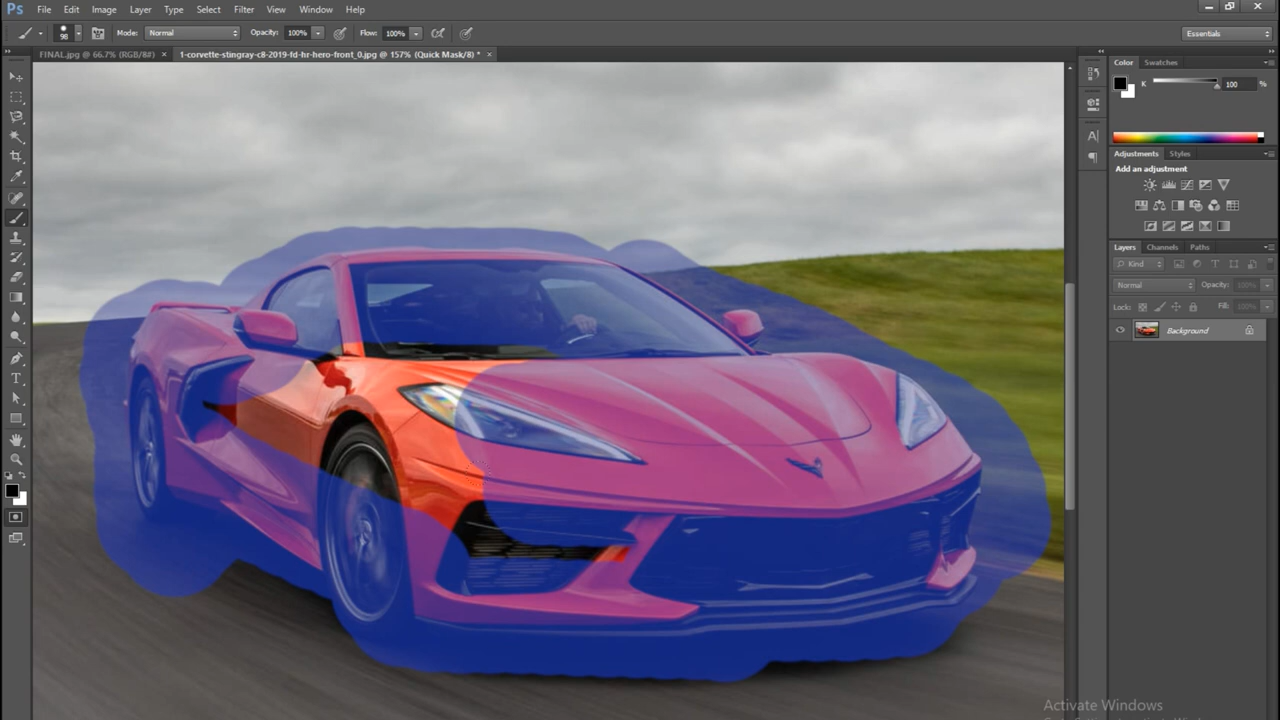 Ps File Edit Image Layer Type Select Filter View Window Help
98 Mode: Normal Opacity: 100% Flow: 100% Essentials
FINAL.jpg @ 66.7% (RGB/8#) × 1-corvette-stingray-c8-2019-fd-hr-hero-front_0.jpg @ 157% (Quick Mask/8) * ×
Color Swatches
K 100 %
Adjustments Styles
Add an adjustment
Layers Channels Paths
Kind
Normal Opacity: 100%
Lock: Fill: 100%
Background
Activate Windows